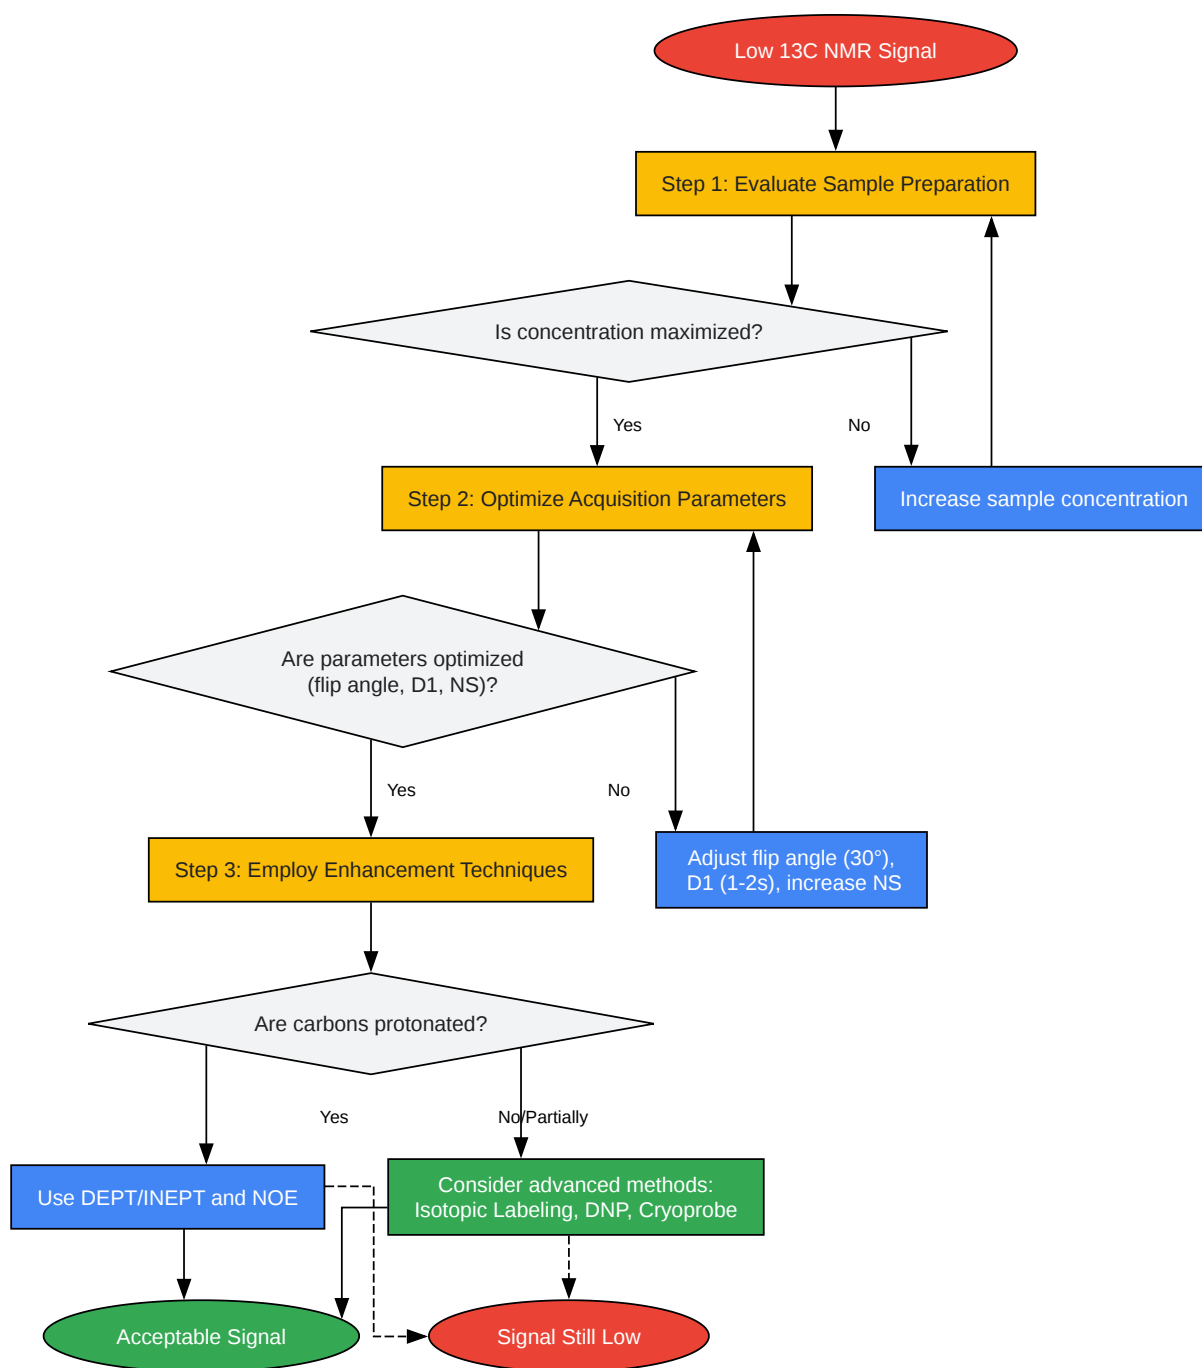 Low 13C NMR Signal
Step 1: Evaluate Sample Preparation
Is concentration maximized?
Yes
No
Step 2: Optimize Acquisition Parameters
Increase sample concentration
Are parameters optimized
(flip angle, D1, NS)?
Yes
No
Step 3: Employ Enhancement Techniques
Adjust flip angle (30°),
D1 (1-2s), increase NS
Are carbons protonated?
Yes
No/Partially
Use DEPT/INEPT and NOE
Consider advanced methods:
Isotopic Labeling, DNP, Cryoprobe
Acceptable Signal
Signal Still Low